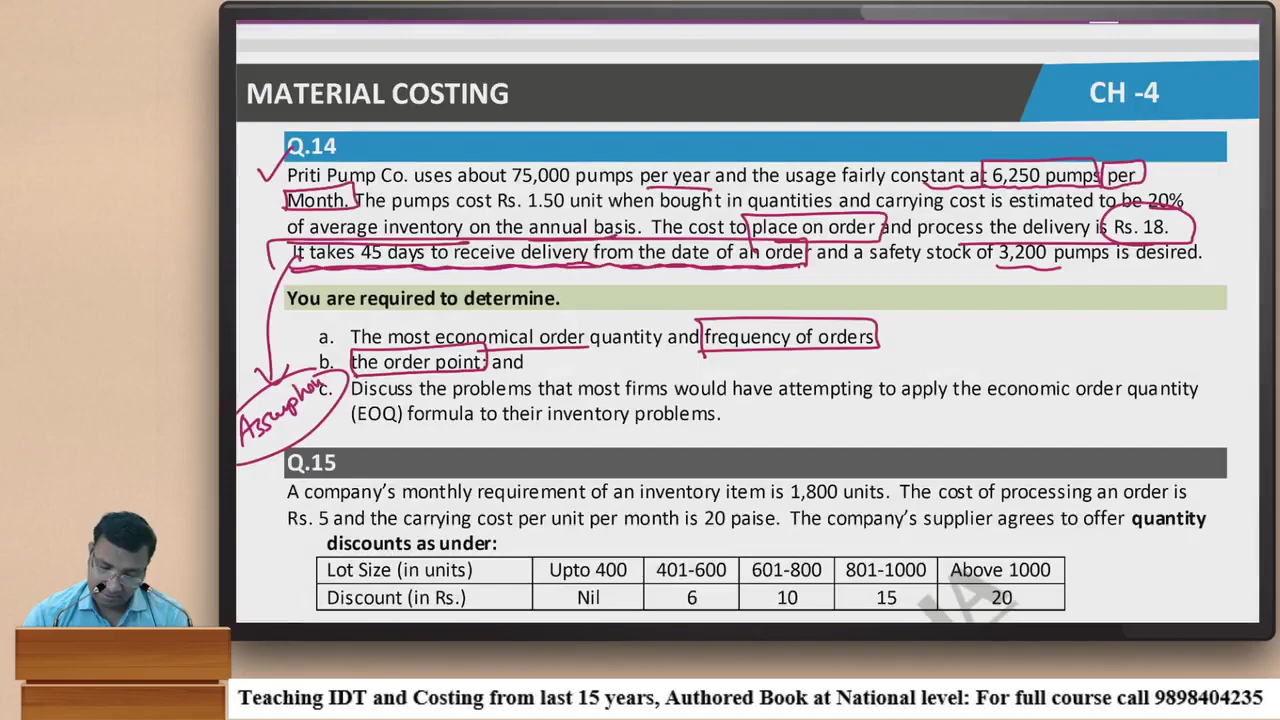 MATERIAL COSTING
CH -4
Q.14
Priti Pump Co. uses about 75,000 pumps per year and the usage fairly constant at 6,250 pumps per
Month. The pumps cost Rs. 1.50 unit when bought in quantities and carrying cost is estimated to be 20%
of average inventory on the annual basis. The cost to place on order and process the delivery is Rs. 18.
It takes 45 days to receive delivery from the date of an order and a safety stock of 3,200 pumps is desired.
You are required to determine.
a. The most economical order quantity and frequency of orders
b. the order point; and
c. Discuss the problems that most firms would have attempting to apply the economic order quantity
(EOQ) formula to their inventory problems.
Assumption
Q.15
A company's monthly requirement of an inventory item is 1,800 units. The cost of processing an order is
Rs. 5 and the carrying cost per unit per month is 20 paise. The company's supplier agrees to offer quantity
discounts as under:
Lot Size (in units) Upto 400 401-600 601-800 801-1000 Above 1000
Discount (in Rs.) Nil 6 10 15 20
Teaching IDT and Costing from last 15 years, Authored Book at National level: For full course call 9898404235